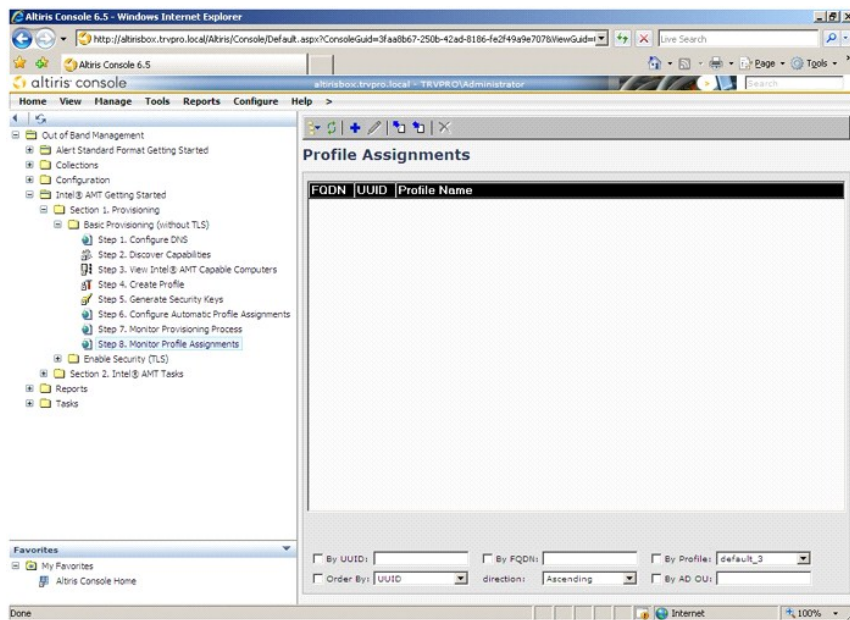 Altiris Console 6.5 - Windows Internet Explorer
http://altirisbox.trvpro.local/Altiris/Console/Default.aspx?ConsoleGuid=3faa8b67-250b-42ad-8186-fe2f49a9e707&ViewGuid=
Live Search
Altiris Console 6.5
Page
Tools
altiris console
altirisbox.trvpro.local - TRVPRO\Administrator
Search
Home View Manage Tools Reports Configure Help >
Out of Band Management
Alert Standard Format Getting Started
Collections
Configuration
Intel® AMT Getting Started
Section 1. Provisioning
Basic Provisioning (without TLS)
Step 1. Configure DNS
Step 2. Discover Capabilities
Step 3. View Intel® AMT Capable Computers
Step 4. Create Profile
Step 5. Generate Security Keys
Step 6. Configure Automatic Profile Assignments
Step 7. Monitor Provisioning Process
Step 8. Monitor Profile Assignments
Enable Security (TLS)
Section 2. Intel® AMT Tasks
Reports
Tasks
Profile Assignments
FQDN UUID Profile Name
By UUID: By FQDN: By Profile: default_3
Order By: UUID direction: Ascending By AD OU:
Favorites
My Favorites
Altiris Console Home
Done
Internet
100%